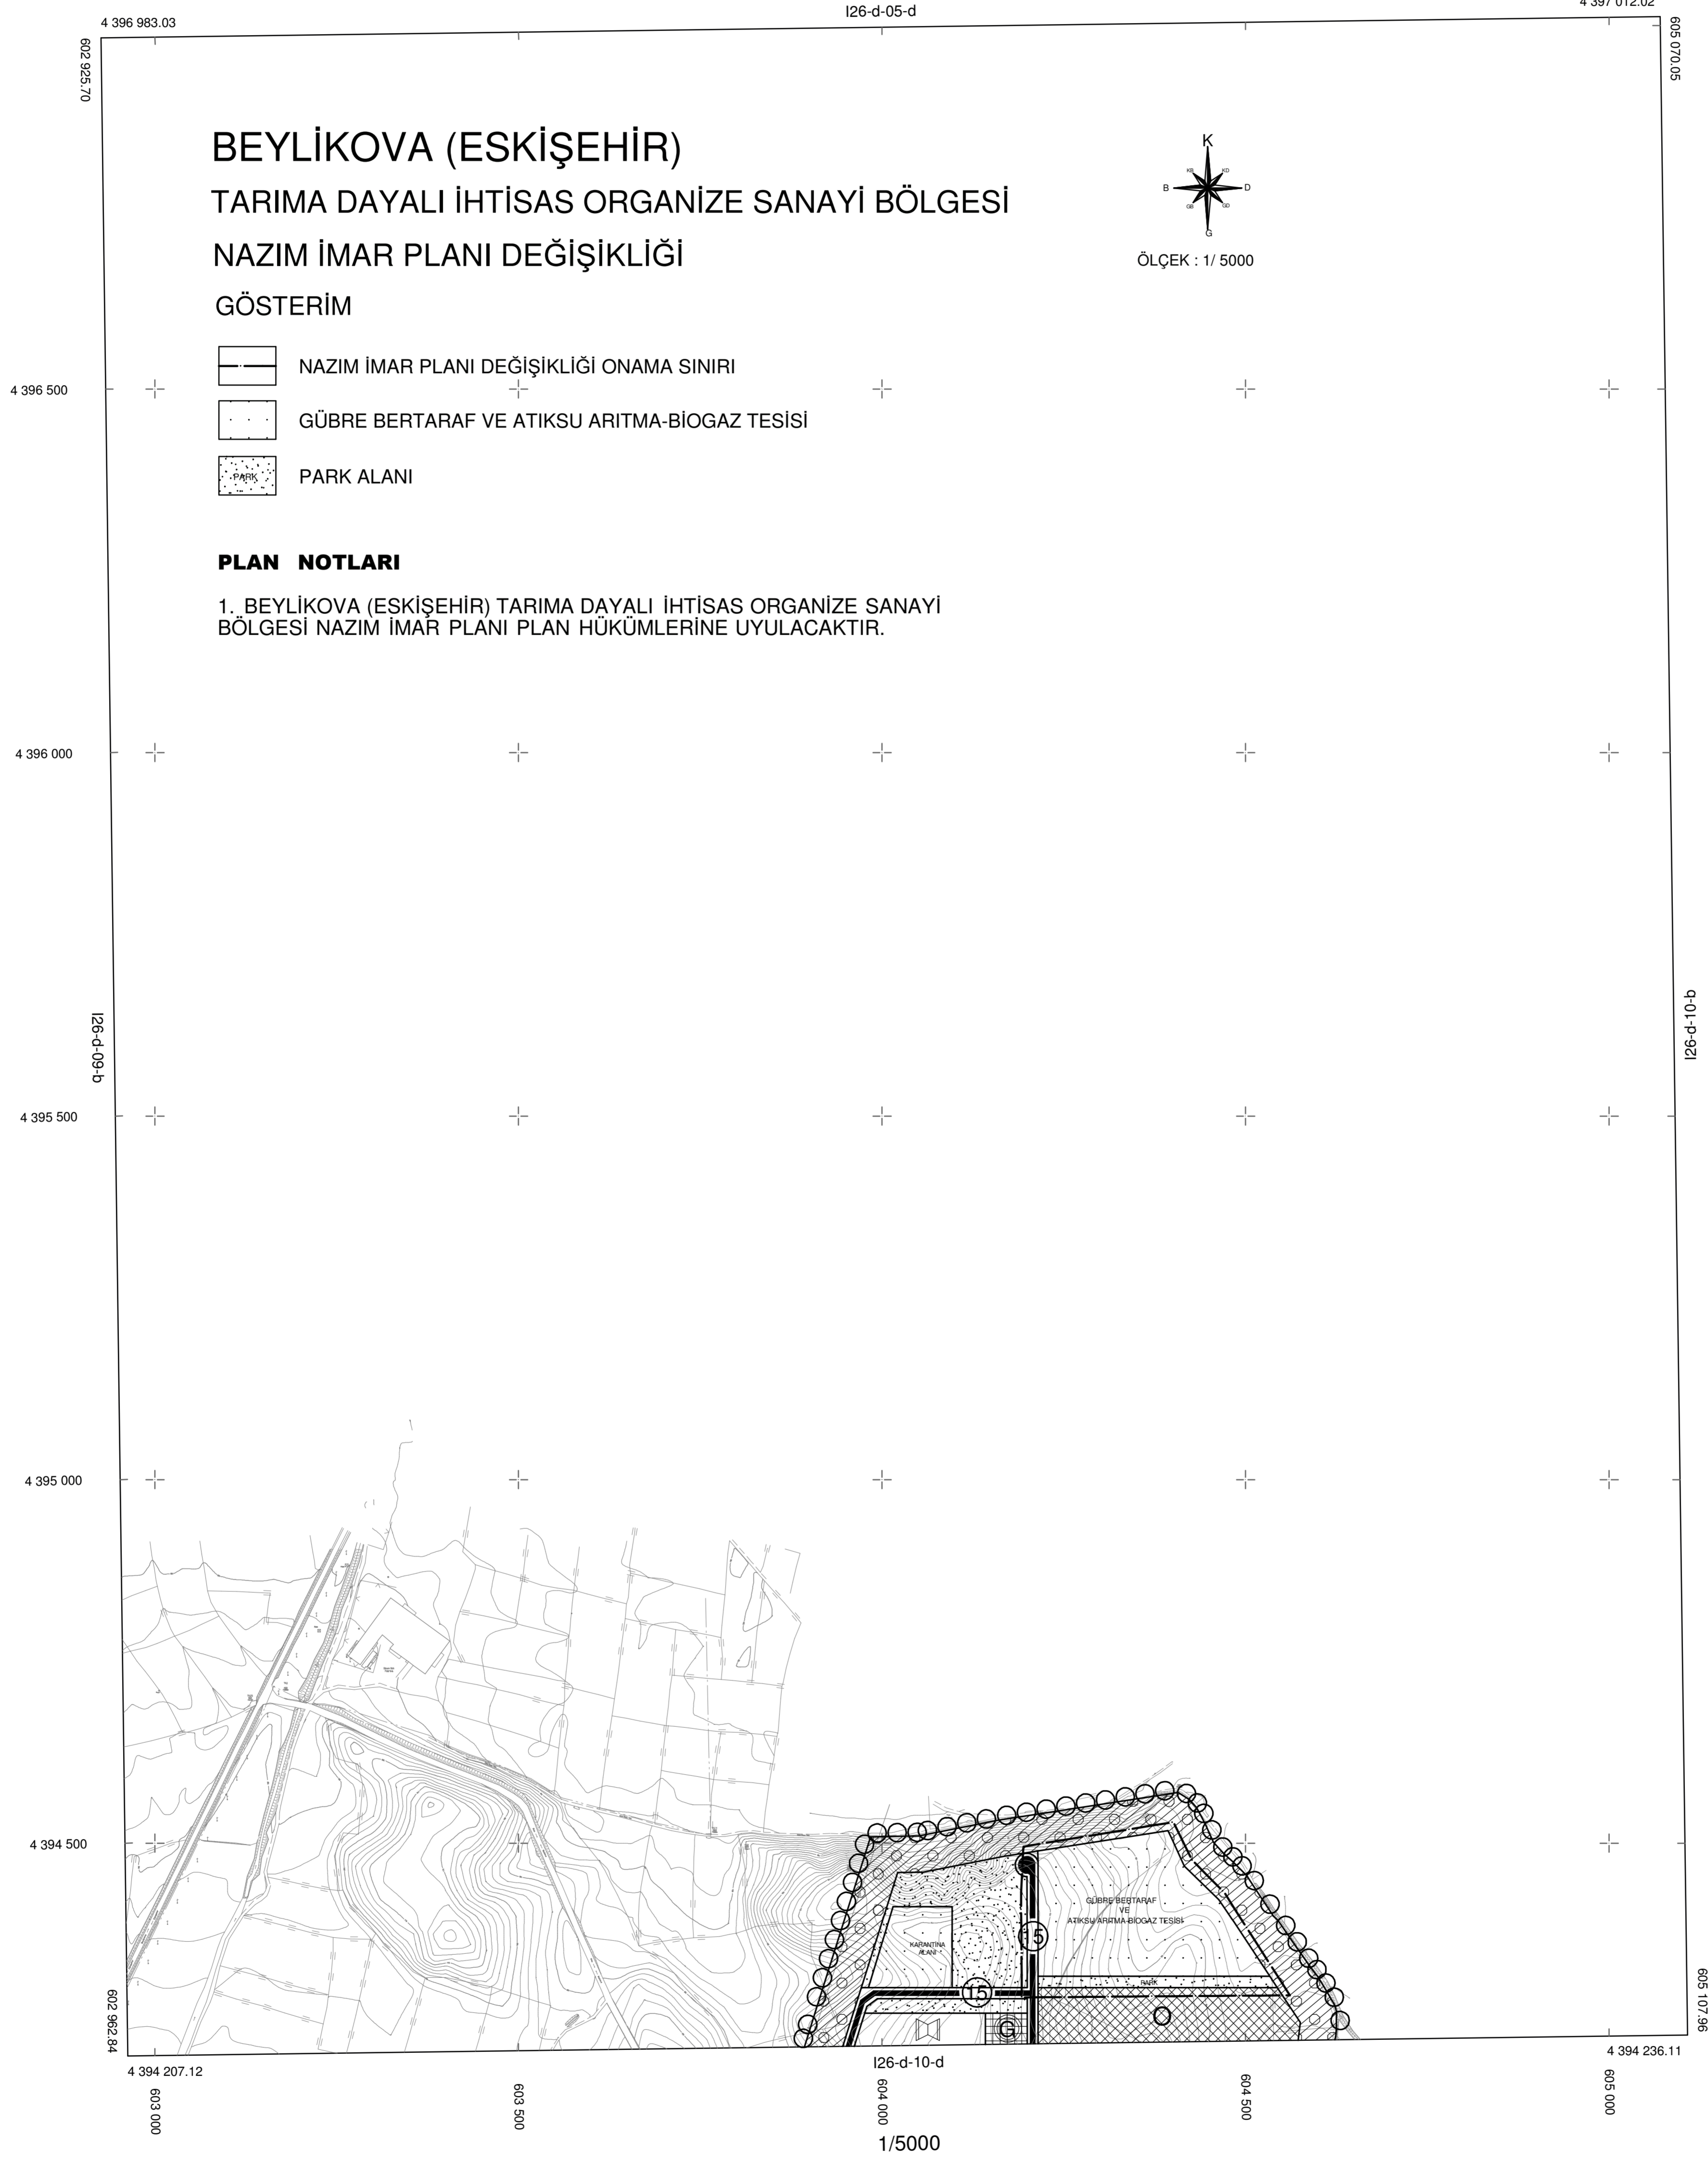 I26-d-05-d
4 396 983.03
4 397 012.02
602 925.70
605 070.05
BEYLİKOVA (ESKİŞEHİR)
TARIMA DAYALI İHTİSAS ORGANİZE SANAYİ BÖLGESİ
NAZIM İMAR PLANI DEĞİŞİKLİĞİ
K
KB KD
B D
GB GD
G
ÖLÇEK : 1/ 5000
GÖSTERİM
NAZIM İMAR PLANI DEĞİŞİKLİĞİ ONAMA SINIRI
4 396 500
GÜBRE BERTARAF VE ATIKSU ARITMA-BİOGAZ TESİSİ
PARK
PARK ALANI
PLAN NOTLARI
1. BEYLİKOVA (ESKİŞEHİR) TARIMA DAYALI İHTİSAS ORGANİZE SANAYİ
BÖLGESİ NAZIM İMAR PLANI PLAN HÜKÜMLERİNE UYULACAKTIR.
4 396 000
I26-d-09-b
I26-d-10-b
4 395 500
4 395 000
4 394 500
GÜBRE BERTARAF
VE
ATIKSU ARITMA-BİOGAZ TESİSİ
15
KARANTİNA
ALANI
PARK
15
G
O
602 962.84
605 107.96
4 394 207.12
I26-d-10-d
4 394 236.11
603 000
603 500
604 000
604 500
605 000
1/5000